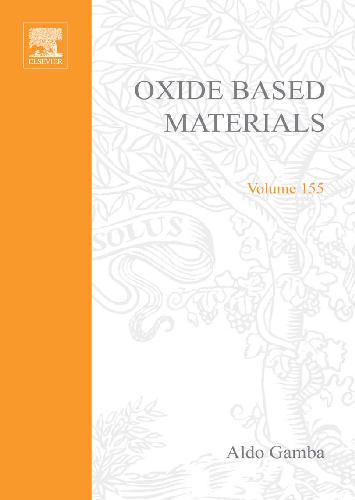 ELSEVIER
OXIDE BASED
MATERIALS
Volume 155
SOLUS
Aldo Gamba